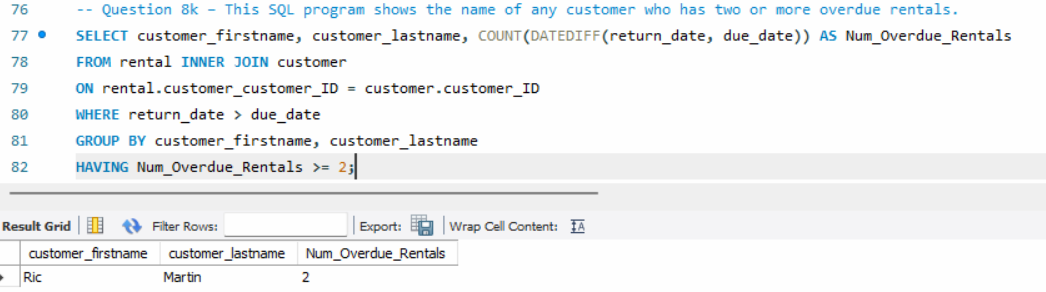 76 -- Question 8k – This SQL program shows the name of any customer who has two or more overdue rentals.
77 SELECT customer_firstname, customer_lastname, COUNT(DATEDIFF(return_date, due_date)) AS Num_Overdue_Rentals
78 FROM rental INNER JOIN customer
79 ON rental.customer_customer_ID = customer.customer_ID
80 WHERE return_date > due_date
81 GROUP BY customer_firstname, customer_lastname
82 HAVING Num_Overdue_Rentals >= 2;
Result Grid Filter Rows: Export: Wrap Cell Content:
customer_firstname customer_lastname Num_Overdue_Rentals
Ric Martin 2